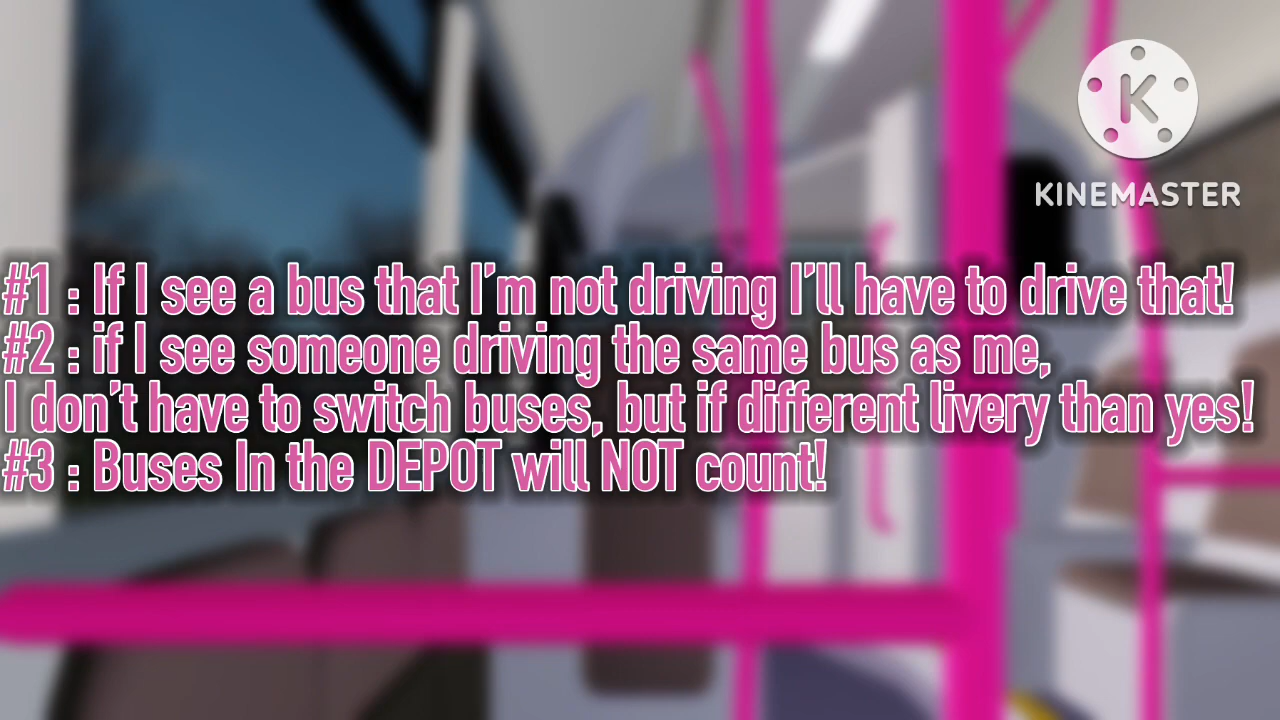 K
KINEMASTER
#1 : If I see a bus that I'm not driving I'll have to drive that!
#2 : if I see someone driving the same bus as me,
I don't have to switch buses, but if different livery than yes!
#3 : Buses In the DEPOT will NOT count!